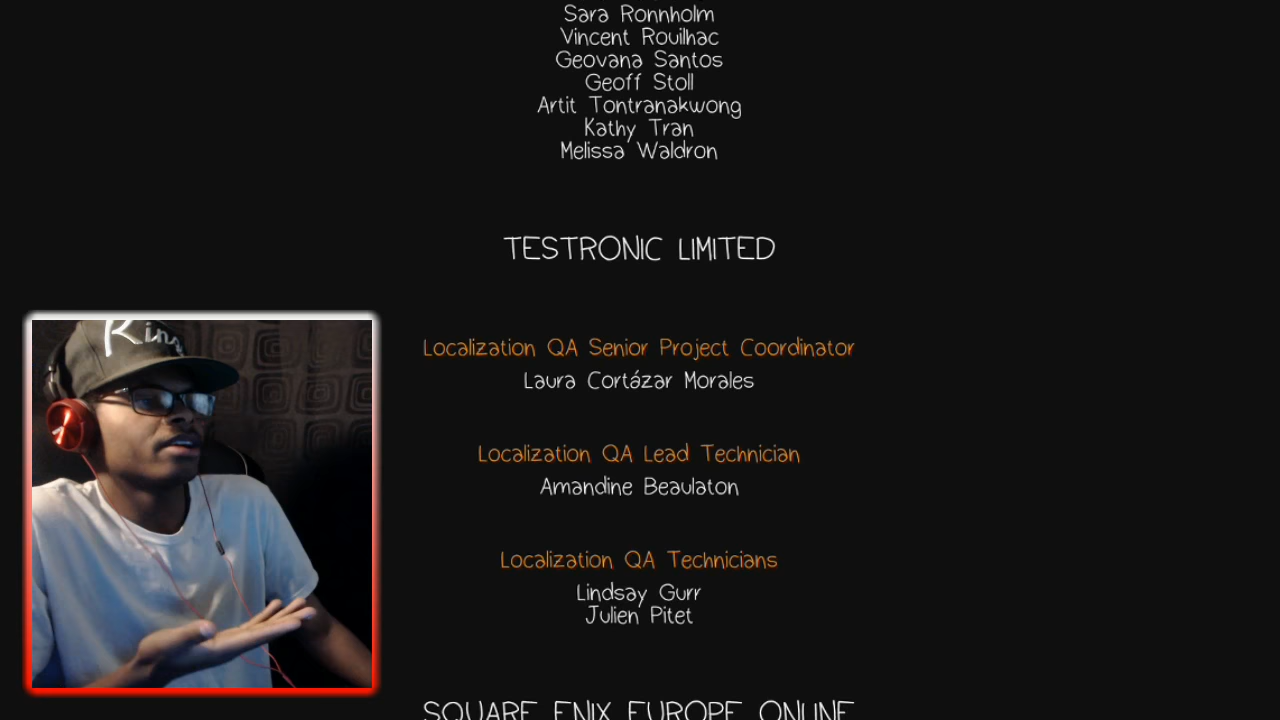 Sara Ronnholm
Vincent Rouilhac
Geovana Santos
Geoff Stoll
Artit Tontranakwong
Kathy Tran
Melissa Waldron
TESTRONIC LIMITED
Localization QA Senior Project Coordinator
Laura Cortázar Morales
Localization QA Lead Technician
Amandine Beaulaton
Localization QA Technicians
Lindsay Gurr
Julien Pitet
SQUARE ENIX EUROPE ONLINE